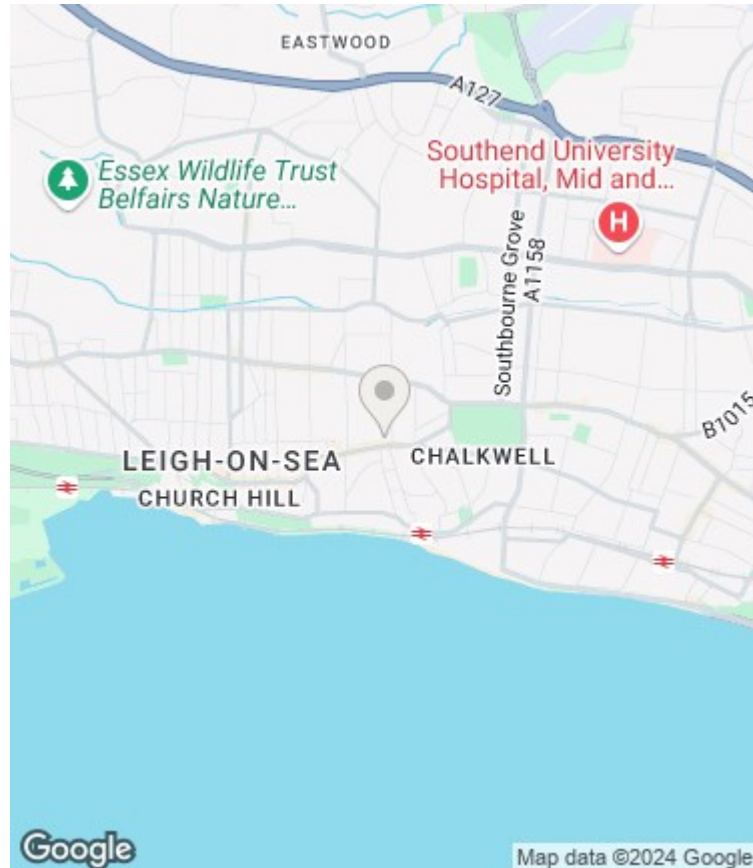 EASTWOOD
A127
Essex Wildlife Trust
Belfairs Nature...
Southend University
Hospital, Mid and...
H
Southbourne Grove
A1158
B1015
LEIGH-ON-SEA
CHALKWELL
CHURCH HILL
Google
Map data ©2024 Google